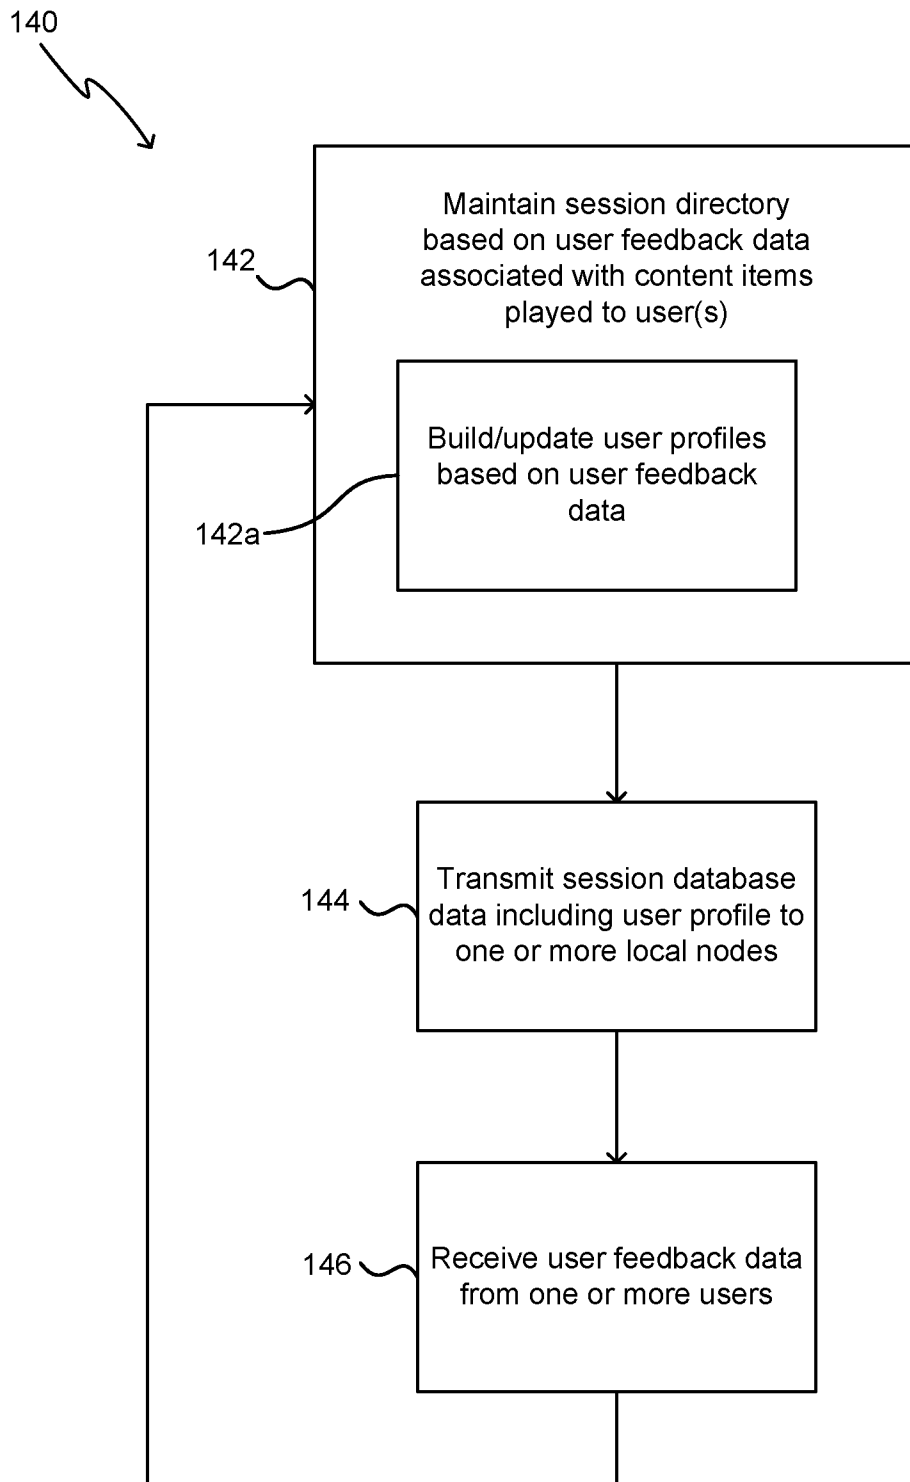 140
Maintain session directory
based on user feedback data
associated with content items
played to user(s)
142
Build/update user profiles
based on user feedback
data
142a
Transmit session database
data including user profile to
one or more local nodes
144
Receive user feedback data
from one or more users
146